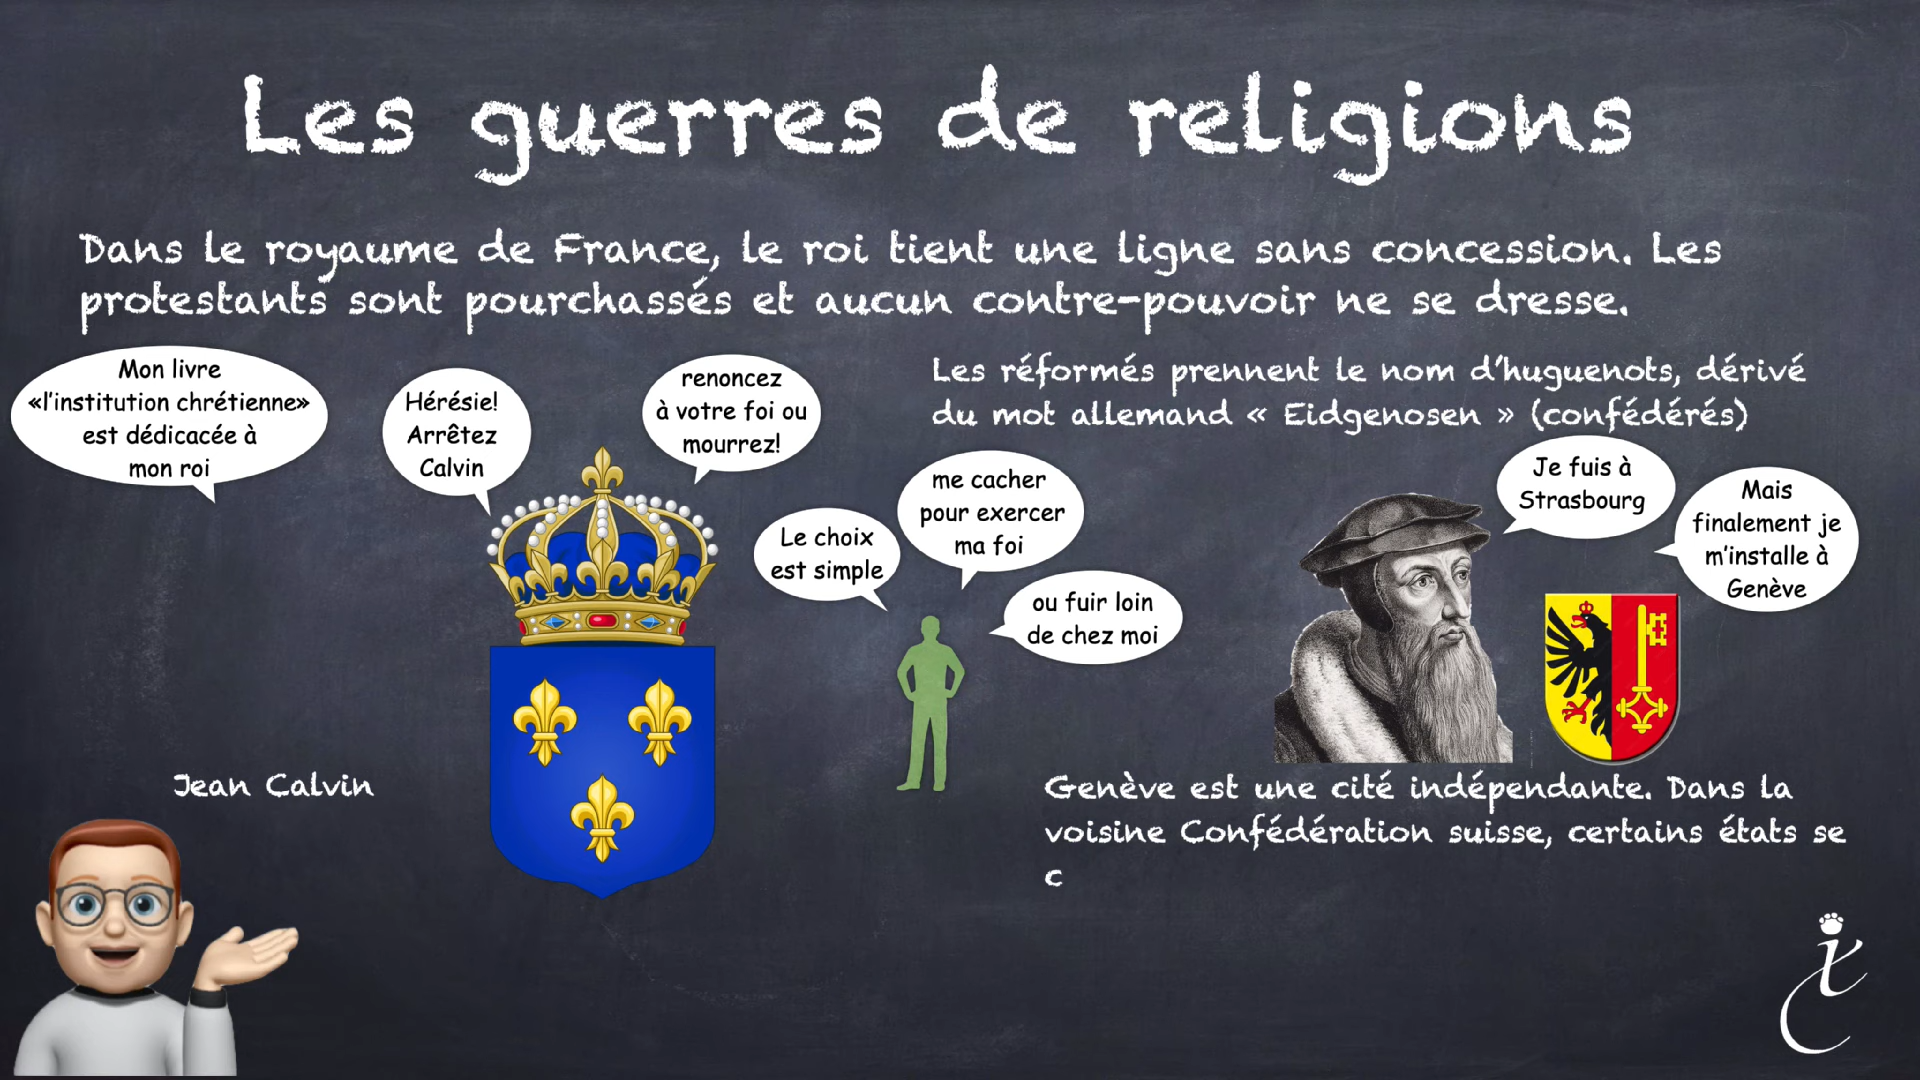 Les guerres de religions
Dans le royaume de France, le roi tient une ligne sans concession. Les
protestants sont pourchassés et aucun contre-pouvoir ne se dresse.
Mon livre
«l'institution chrétienne»
est dédicacée à
mon roi
Hérésie!
Arrêtez
Calvin
renoncez
à votre foi ou
mourrez!
Les réformés prennent le nom d'huguenots, dérivé
du mot allemand « Eidgenosen » (confédérés)
Le choix
est simple
me cacher
pour exercer
ma foi
ou fuir loin
de chez moi
Je fuis à
Strasbourg
Mais
finalement je
m'installe à
Genève
Jean Calvin
Genève est une cité indépendante. Dans la
voisine Confédération suisse, certains états se
c